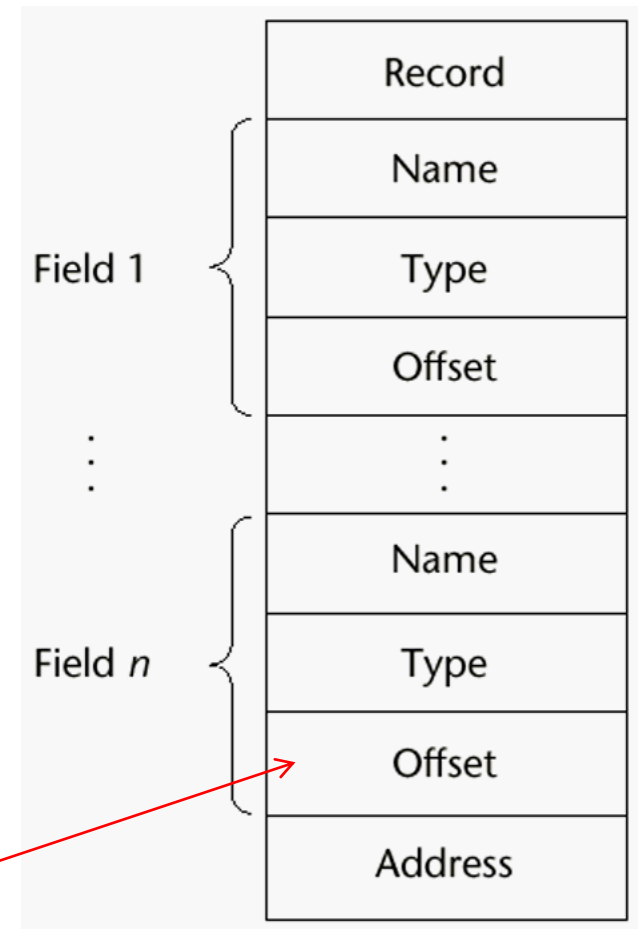 Record
Name
Field 1
Type
Offset
Name
Field n
Type
Offset
Address